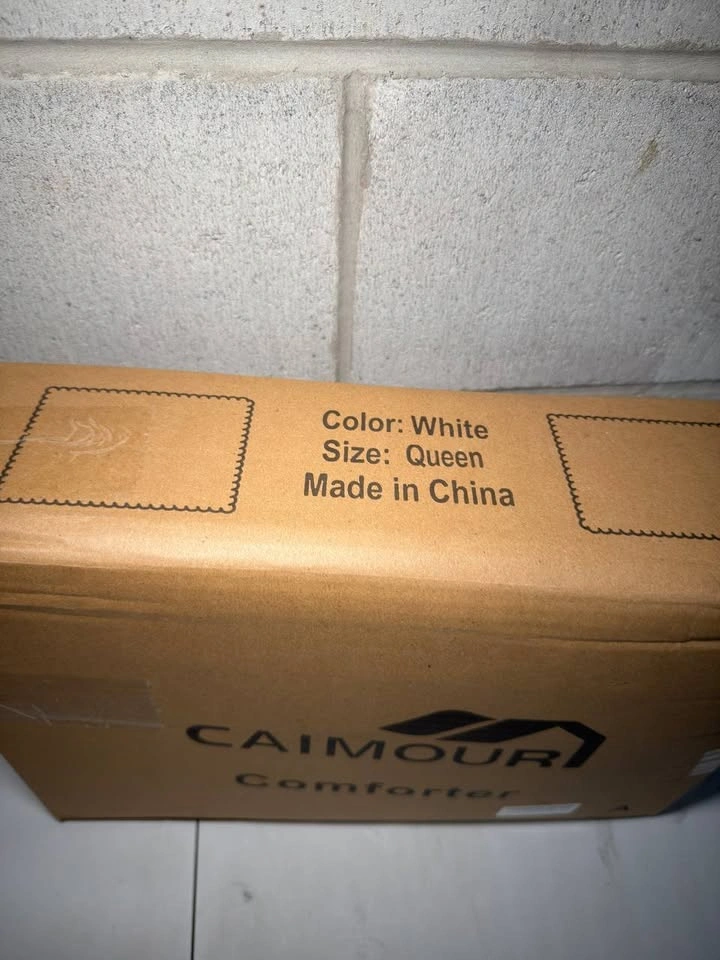 Color: White
Size: Queen
Made in China
CAIMOUR
Comforter